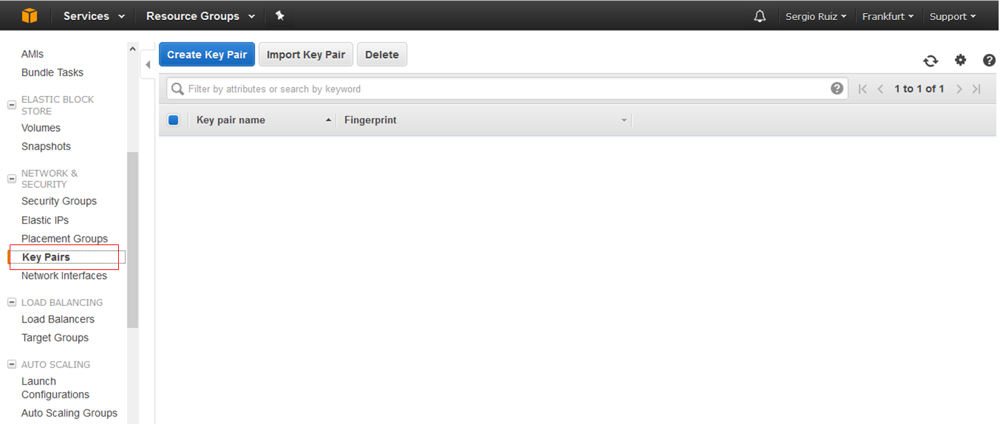 Services Resource Groups Sergio Ruiz Frankfurt Support
AMIs
Bundle Tasks
ELASTIC BLOCK
STORE
Volumes
Snapshots
NETWORK &
SECURITY
Security Groups
Elastic IPs
Placement Groups
Key Pairs
Network Interfaces
LOAD BALANCING
Load Balancers
Target Groups
AUTO SCALING
Launch
Configurations
Auto Scaling Groups
Create Key Pair Import Key Pair Delete
Filter by attributes or search by keyword 1 to 1 of 1
Key pair name Fingerprint